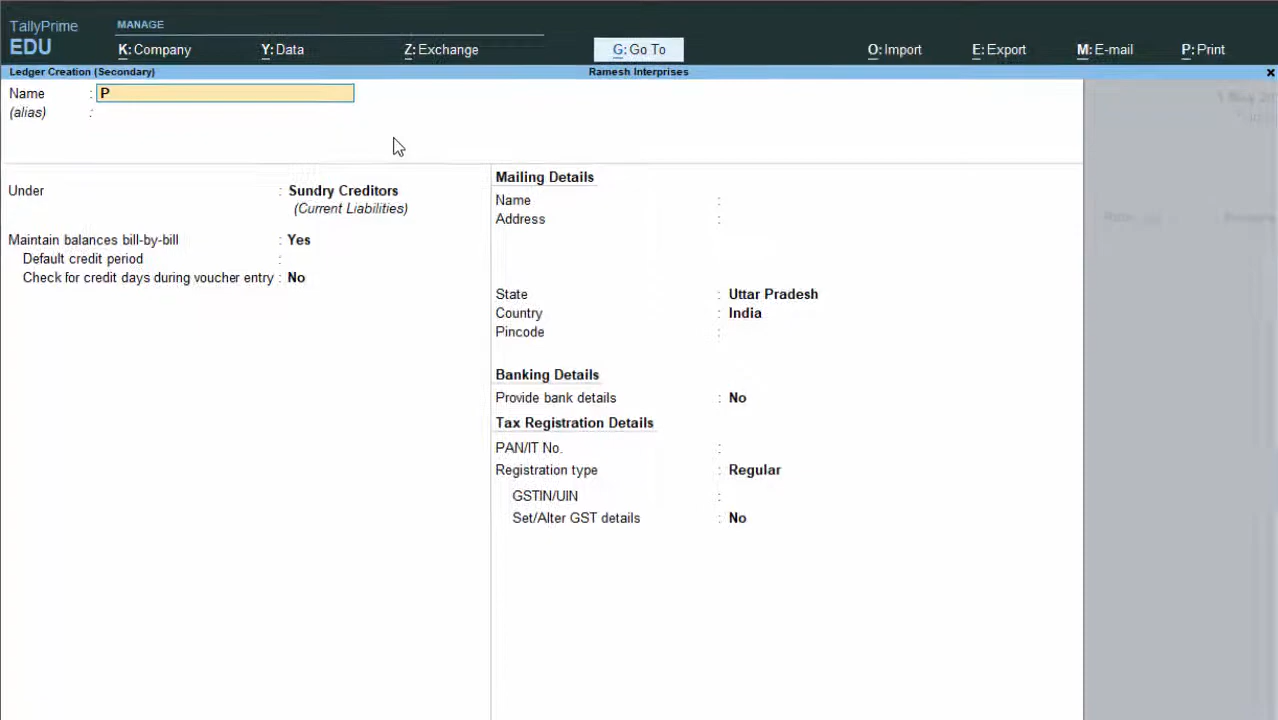 TallyPrime
EDU
MANAGE
K: Company
Y: Data
Z: Exchange
G: Go To
O: Import
E: Export
M: E-mail
P: Print
Ledger Creation (Secondary)
Ramesh Interprises
×
Name : P
(alias) :
Under : Sundry Creditors
(Current Liabilities)
Maintain balances bill-by-bill : Yes
Default credit period :
Check for credit days during voucher entry : No
Mailing Details
Name :
Address :
State : Uttar Pradesh
Country : India
Pincode :
Banking Details
Provide bank details : No
Tax Registration Details
PAN/IT No. :
Registration type : Regular
GSTIN/UIN :
Set/Alter GST details : No